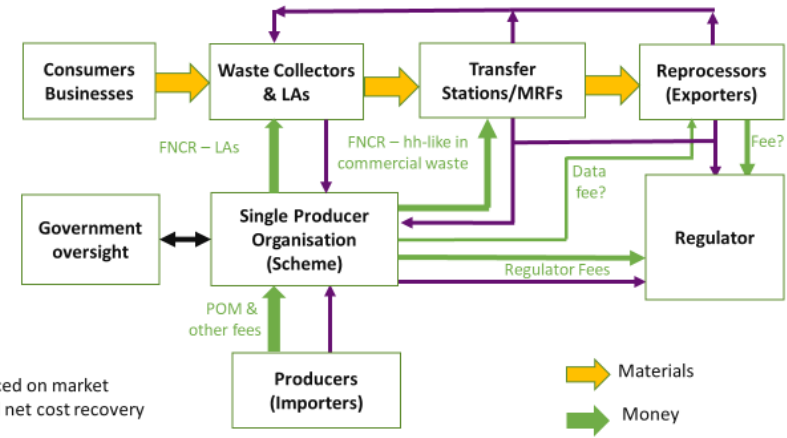 Consumers
Businesses
Waste Collectors
& LAs
Transfer
Stations/MRFs
Reprocessors
(Exporters)
FNCR – LAs
FNCR – hh-like in
commercial waste
Data
fee?
Fee?
Government
oversight
Single Producer
Organisation
(Scheme)
Regulator
Regulator Fees
POM &
other fees
Producers
(Importers)
Materials
Money
on market
net cost recovery